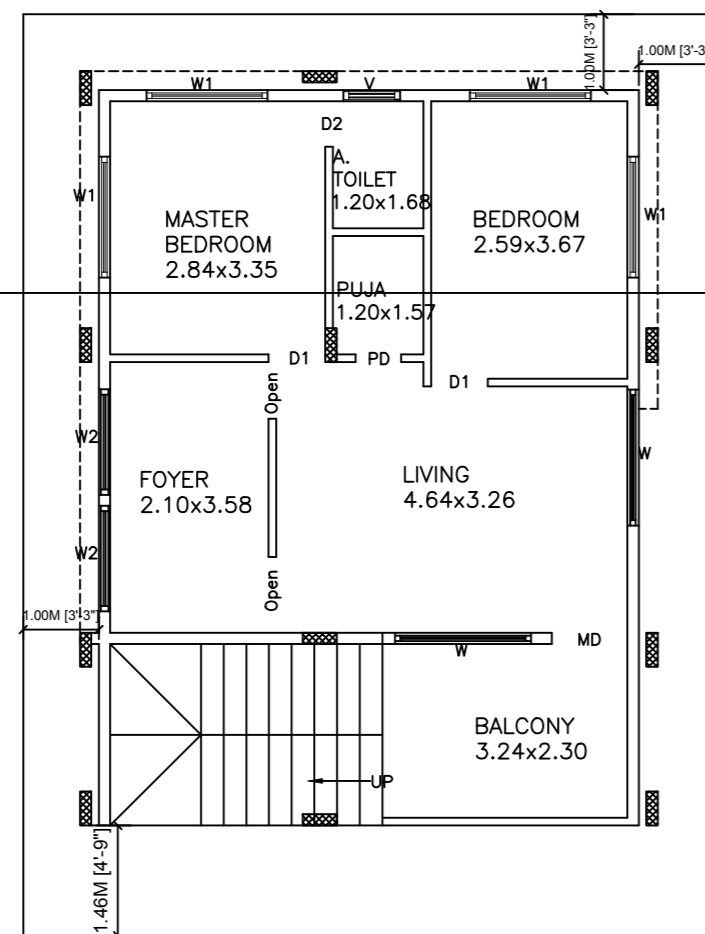 1.00M [3'-3"]
1.00M [3'-3
W1
V
W1
D2
A.
TOILET
1.20x1.68
W1
W1
MASTER
BEDROOM
2.84x3.35
BEDROOM
2.59x3.67
PUJA
1.20x1.57
D1
PD
D1
Open
W2
W
FOYER
2.10x3.58
LIVING
4.64x3.26
W2
Open
1.00M [3'-3"]
W
MD
BALCONY
3.24x2.30
UP
1.46M [4'-9"]